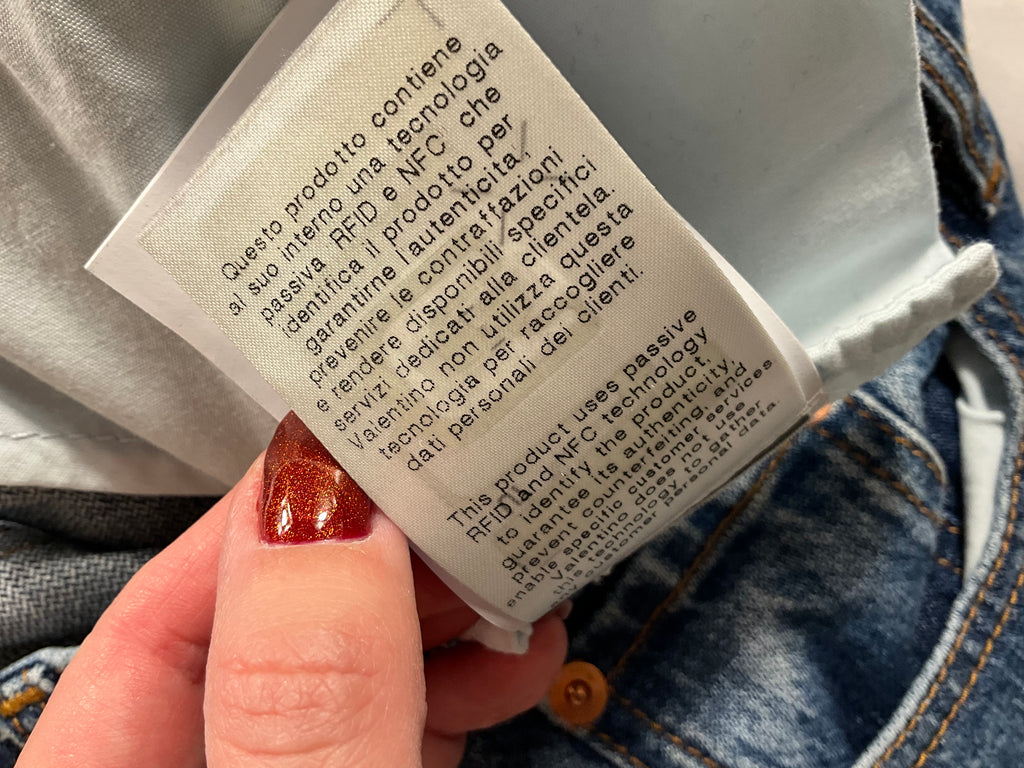 Questo prodotto contiene
al suo interno una tecnologia
passiva RFID e NFC che
identifica il prodotto per
garantirne l'autenticità,
prevenire le contraffazioni
e rendere disponibili specifici
servizi dedicati alla clientela.
Valentino non utilizza questa
tecnologia per raccogliere
dati personali dei clienti.
This product uses passive
RFID and NFC technology
to identify the product,
guarantee its authenticity,
prevent counterfeiting, and
enable specific customer services
Valentino does not use
this technology to gather
customer personal data.